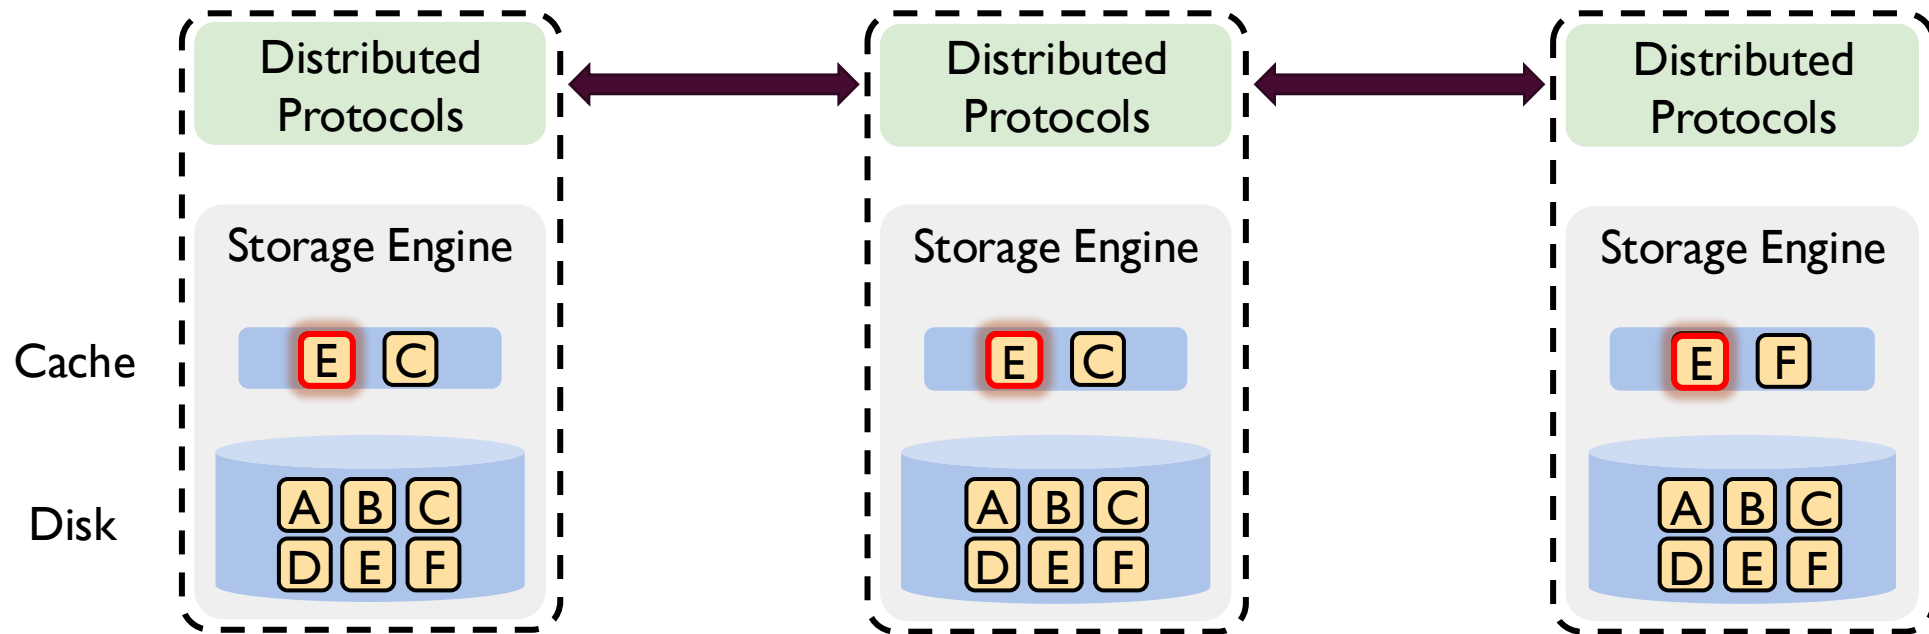 Distributed
Protocols
Distributed
Protocols
Distributed
Protocols
Storage Engine
Storage Engine
Storage Engine
Cache
E C
E C
E F
Disk
A B C
D E F
A B C
D E F
A B C
D E F